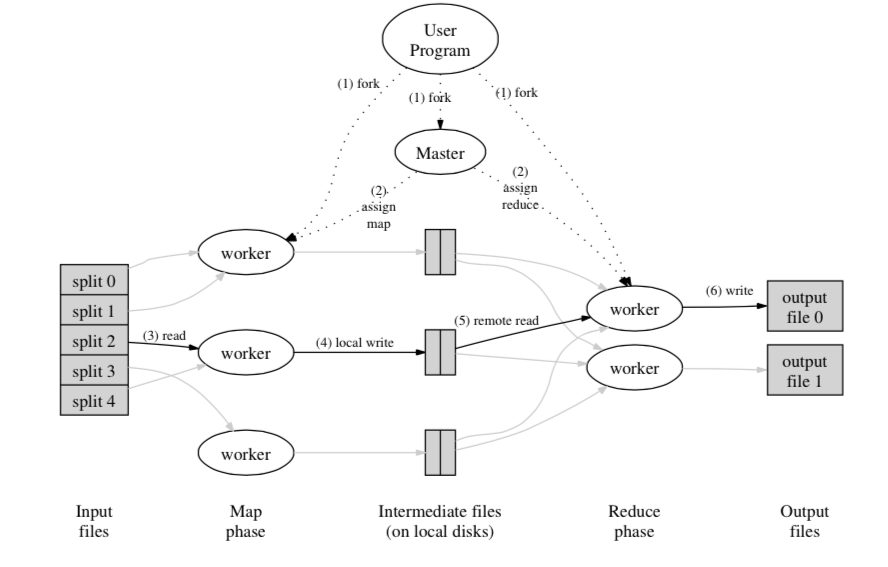 User
Program
(1) fork
(1) fork
(1) fork
Master
(2)
assign
map
(2)
assign
reduce
worker
split 0
split 1
split 2
split 3
split 4
(3) read
worker
(4) local write
(5) remote read
worker
(6) write
output
file 0
worker
output
file 1
worker
Input
files
Map
phase
Intermediate files
(on local disks)
Reduce
phase
Output
files